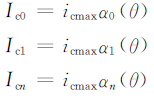 I_{c0} = i_{cmax}α_0(θ)
I_{c1} = i_{cmax}α_1(θ)
I_{cn} = i_{cmax}α_n(θ)